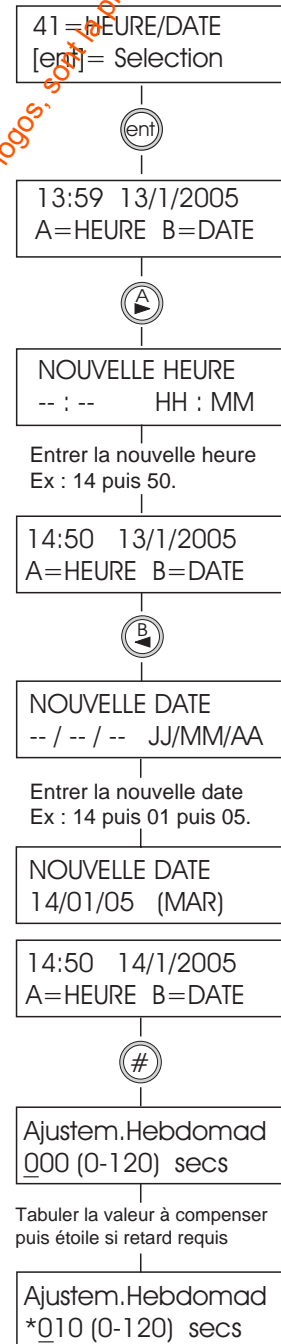 41=HEURE/DATE
[ent]= Selection
ogos, sont la p
ent
13:59 13/1/2005
A=HEURE B=DATE
A
NOUVELLE HEURE
-- : -- HH : MM
Entrer la nouvelle heure
Ex : 14 puis 50.
14:50 13/1/2005
A=HEURE B=DATE
B
NOUVELLE DATE
-- / -- / -- JJ/MM/AA
Entrer la nouvelle date
Ex : 14 puis 01 puis 05.
NOUVELLE DATE
14/01/05 (MAR)
14:50 14/1/2005
A=HEURE B=DATE
#
Ajustem.Hebdomad
000 (0-120) secs
Tabuler la valeur à compenser
puis étoile si retard requis
Ajustem.Hebdomad
*010 (0-120) secs